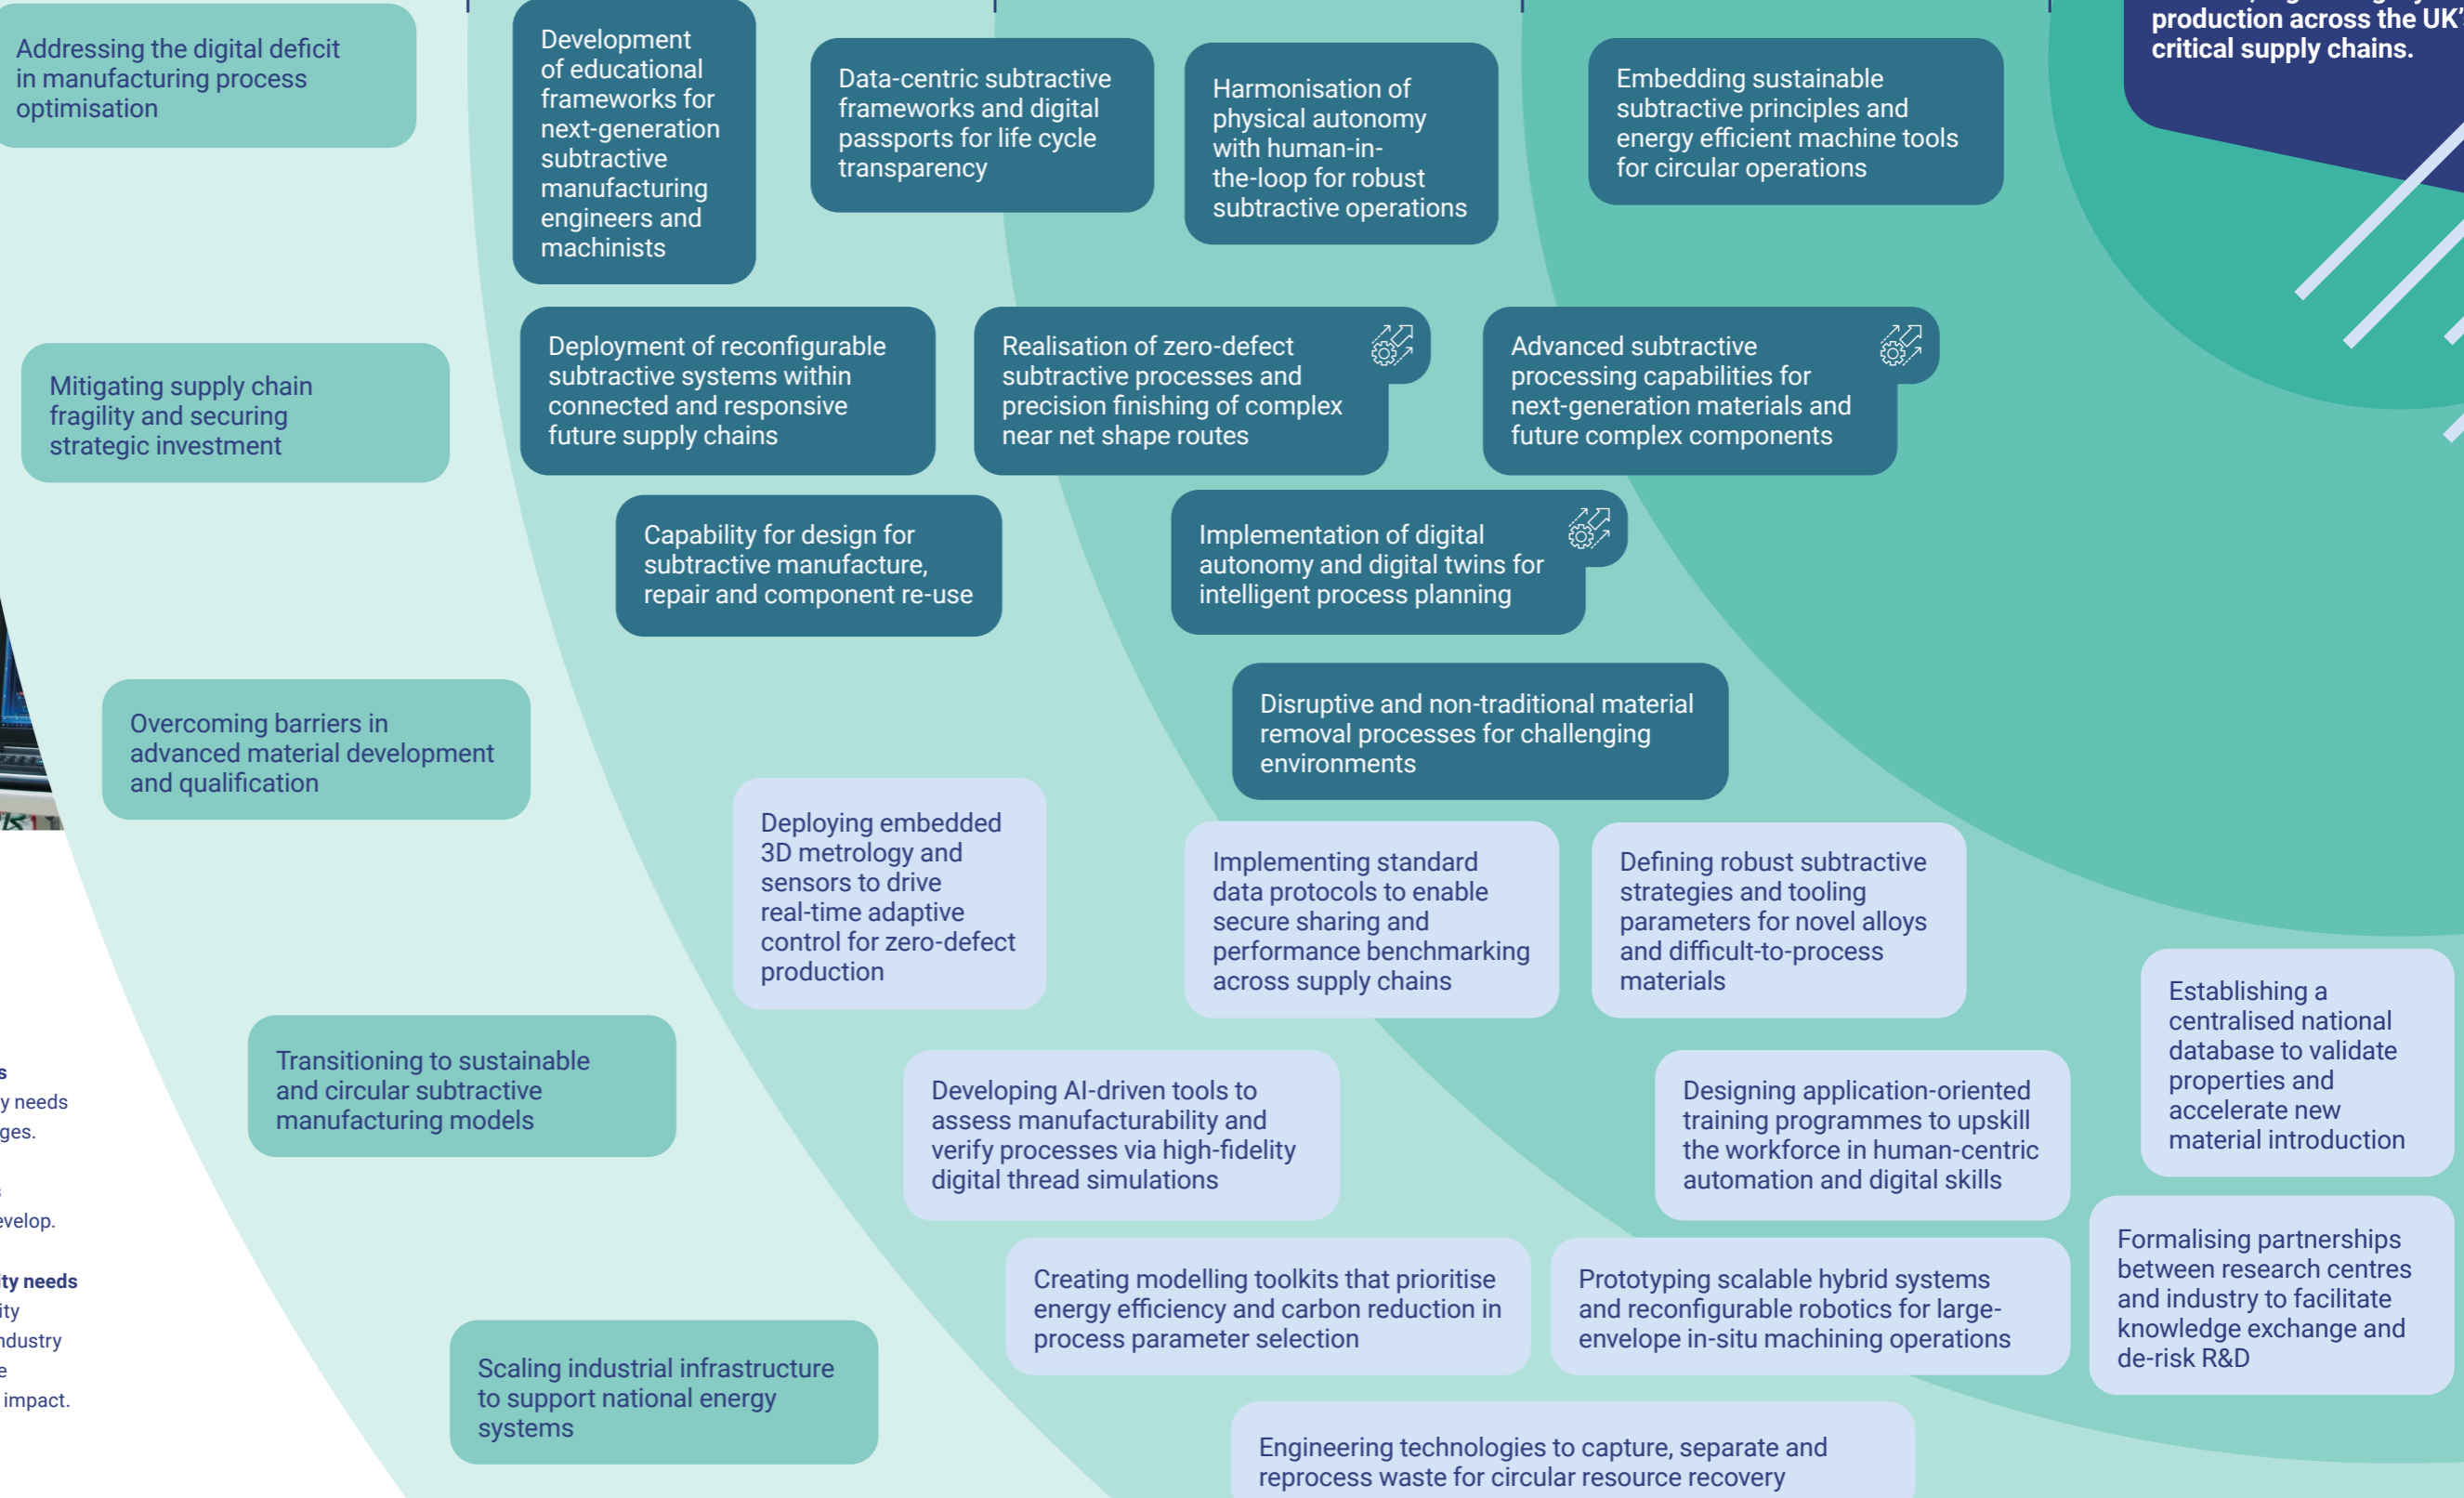 production across the UK's
critical supply chains.
Addressing the digital deficit
in manufacturing process
optimisation
Development
of educational
frameworks for
next-generation
subtractive
manufacturing
engineers and
machinists
Data-centric subtractive
frameworks and digital
passports for life cycle
transparency
Harmonisation of
physical autonomy
with human-in-
the-loop for robust
subtractive operations
Embedding sustainable
subtractive principles and
energy efficient machine tools
for circular operations
Mitigating supply chain
fragility and securing
strategic investment
Deployment of reconfigurable
subtractive systems within
connected and responsive
future supply chains
Realisation of zero-defect
subtractive processes and
precision finishing of complex
near net shape routes
Advanced subtractive
processing capabilities for
next-generation materials and
future complex components
Capability for design for
subtractive manufacture,
repair and component re-use
Implementation of digital
autonomy and digital twins for
intelligent process planning
Overcoming barriers in
advanced material development
and qualification
Disruptive and non-traditional material
removal processes for challenging
environments
Deploying embedded
3D metrology and
sensors to drive
real-time adaptive
control for zero-defect
production
Implementing standard
data protocols to enable
secure sharing and
performance benchmarking
across supply chains
Defining robust subtractive
strategies and tooling
parameters for novel alloys
and difficult-to-process
materials
Establishing a
centralised national
database to validate
properties and
accelerate new
material introduction
Transitioning to sustainable
and circular subtractive
manufacturing models
Developing AI-driven tools to
assess manufacturability and
verify processes via high-fidelity
digital thread simulations
Designing application-oriented
training programmes to upskill
the workforce in human-centric
automation and digital skills
Formalising partnerships
between research centres
and industry to facilitate
knowledge exchange and
de-risk R&D
Creating modelling toolkits that prioritise
energy efficiency and carbon reduction in
process parameter selection
Prototyping scalable hybrid systems
and reconfigurable robotics for large-
envelope in-situ machining operations
Scaling industrial infrastructure
to support national energy
systems
Engineering technologies to capture, separate and
reprocess waste for circular resource recovery
needs
needs
impact.